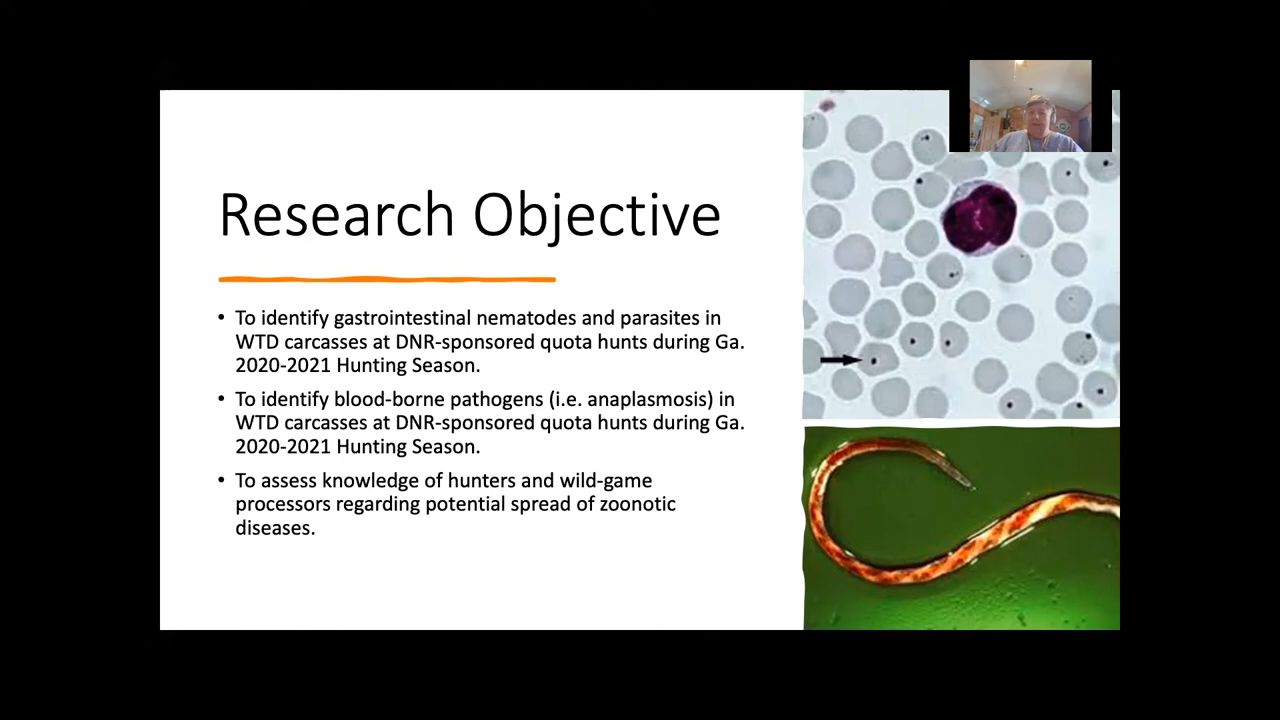 Research Objective
• To identify gastrointestinal nematodes and parasites in
WTD carcasses at DNR-sponsored quota hunts during Ga.
2020-2021 Hunting Season.
• To identify blood-borne pathogens (i.e. anaplasmosis) in
WTD carcasses at DNR-sponsored quota hunts during Ga.
2020-2021 Hunting Season.
• To assess knowledge of hunters and wild-game
processors regarding potential spread of zoonotic
diseases.